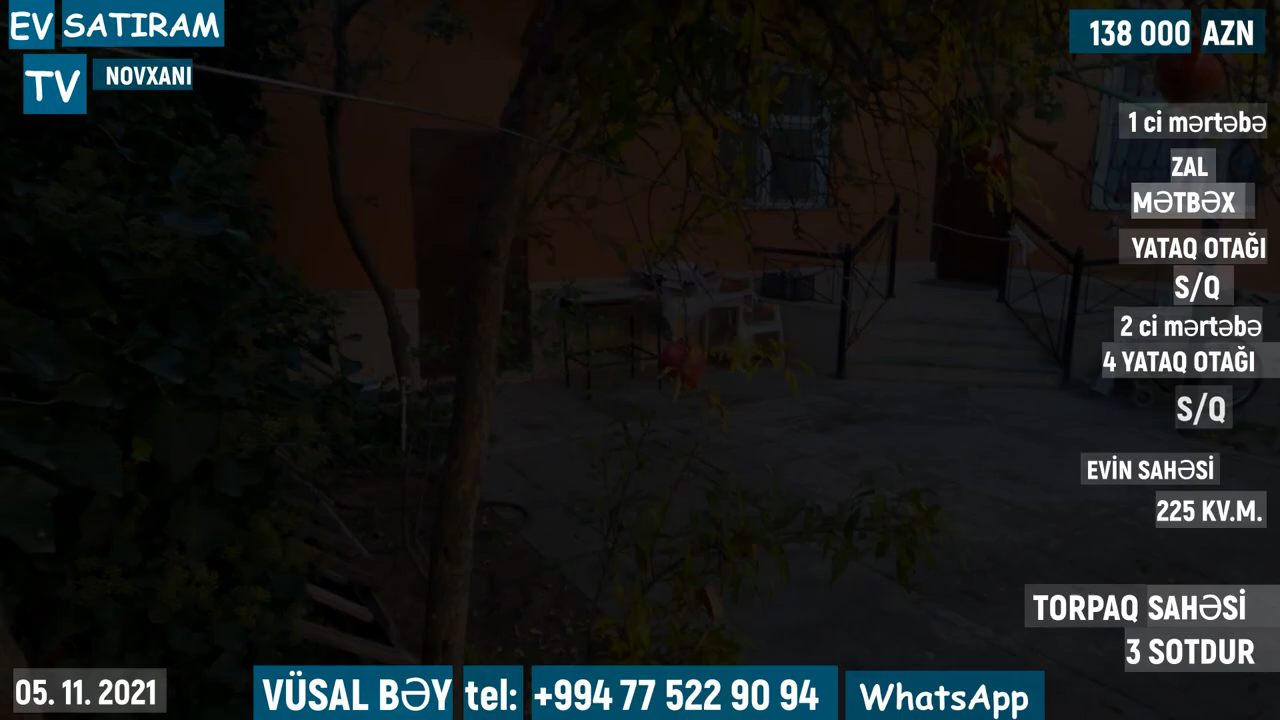 EV SATIRAM
TV NOVXANI
138 000 AZN
1 ci mərtəbə
ZAL
MƏTBƏX
YATAQ OTAĞI
S/Q
2 ci mərtəbə
4 YATAQ OTAĞI
S/Q
EVİN SAHƏSİ
225 KV.M.
TORPAQ SAHƏSİ
3 SOTDUR
05. 11. 2021
VÜSAL BƏY tel: +994 77 522 90 94 WhatsApp